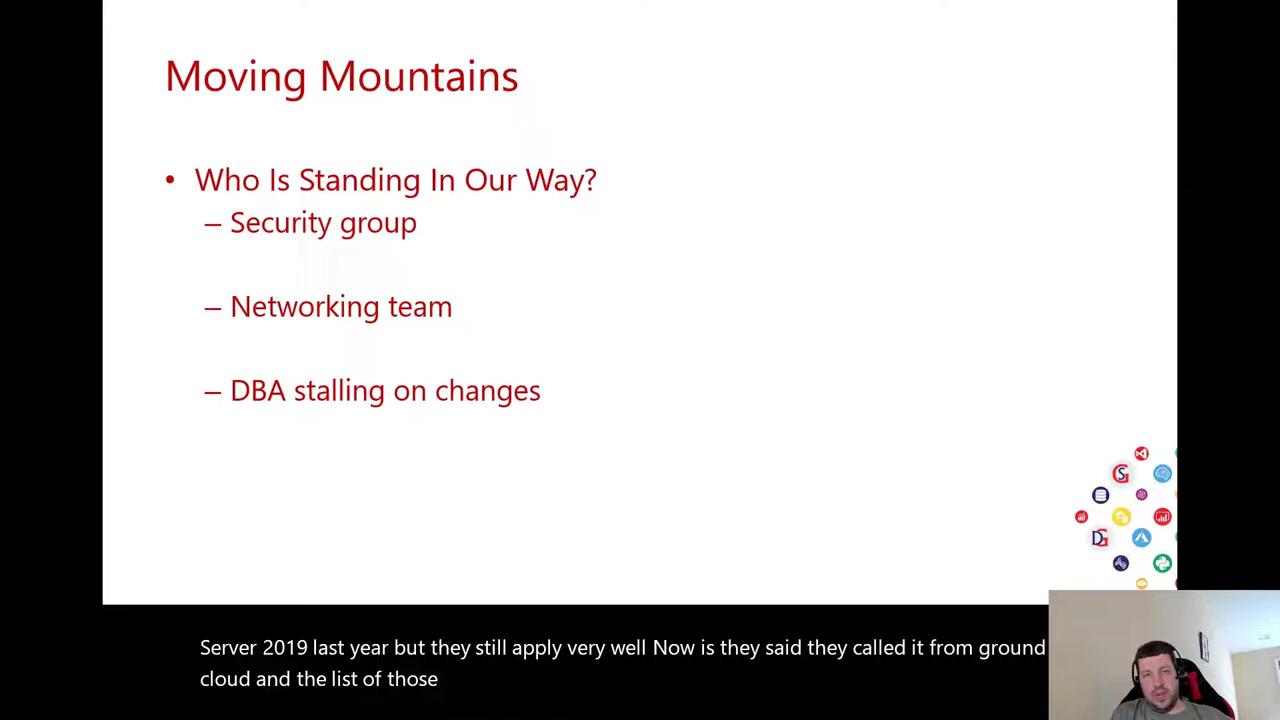 Moving Mountains
• Who Is Standing In Our Way?
– Security group
– Networking team
– DBA stalling on changes
GS
DG
Server 2019 last year but they still apply very well Now is they said they called it from ground
cloud and the list of those